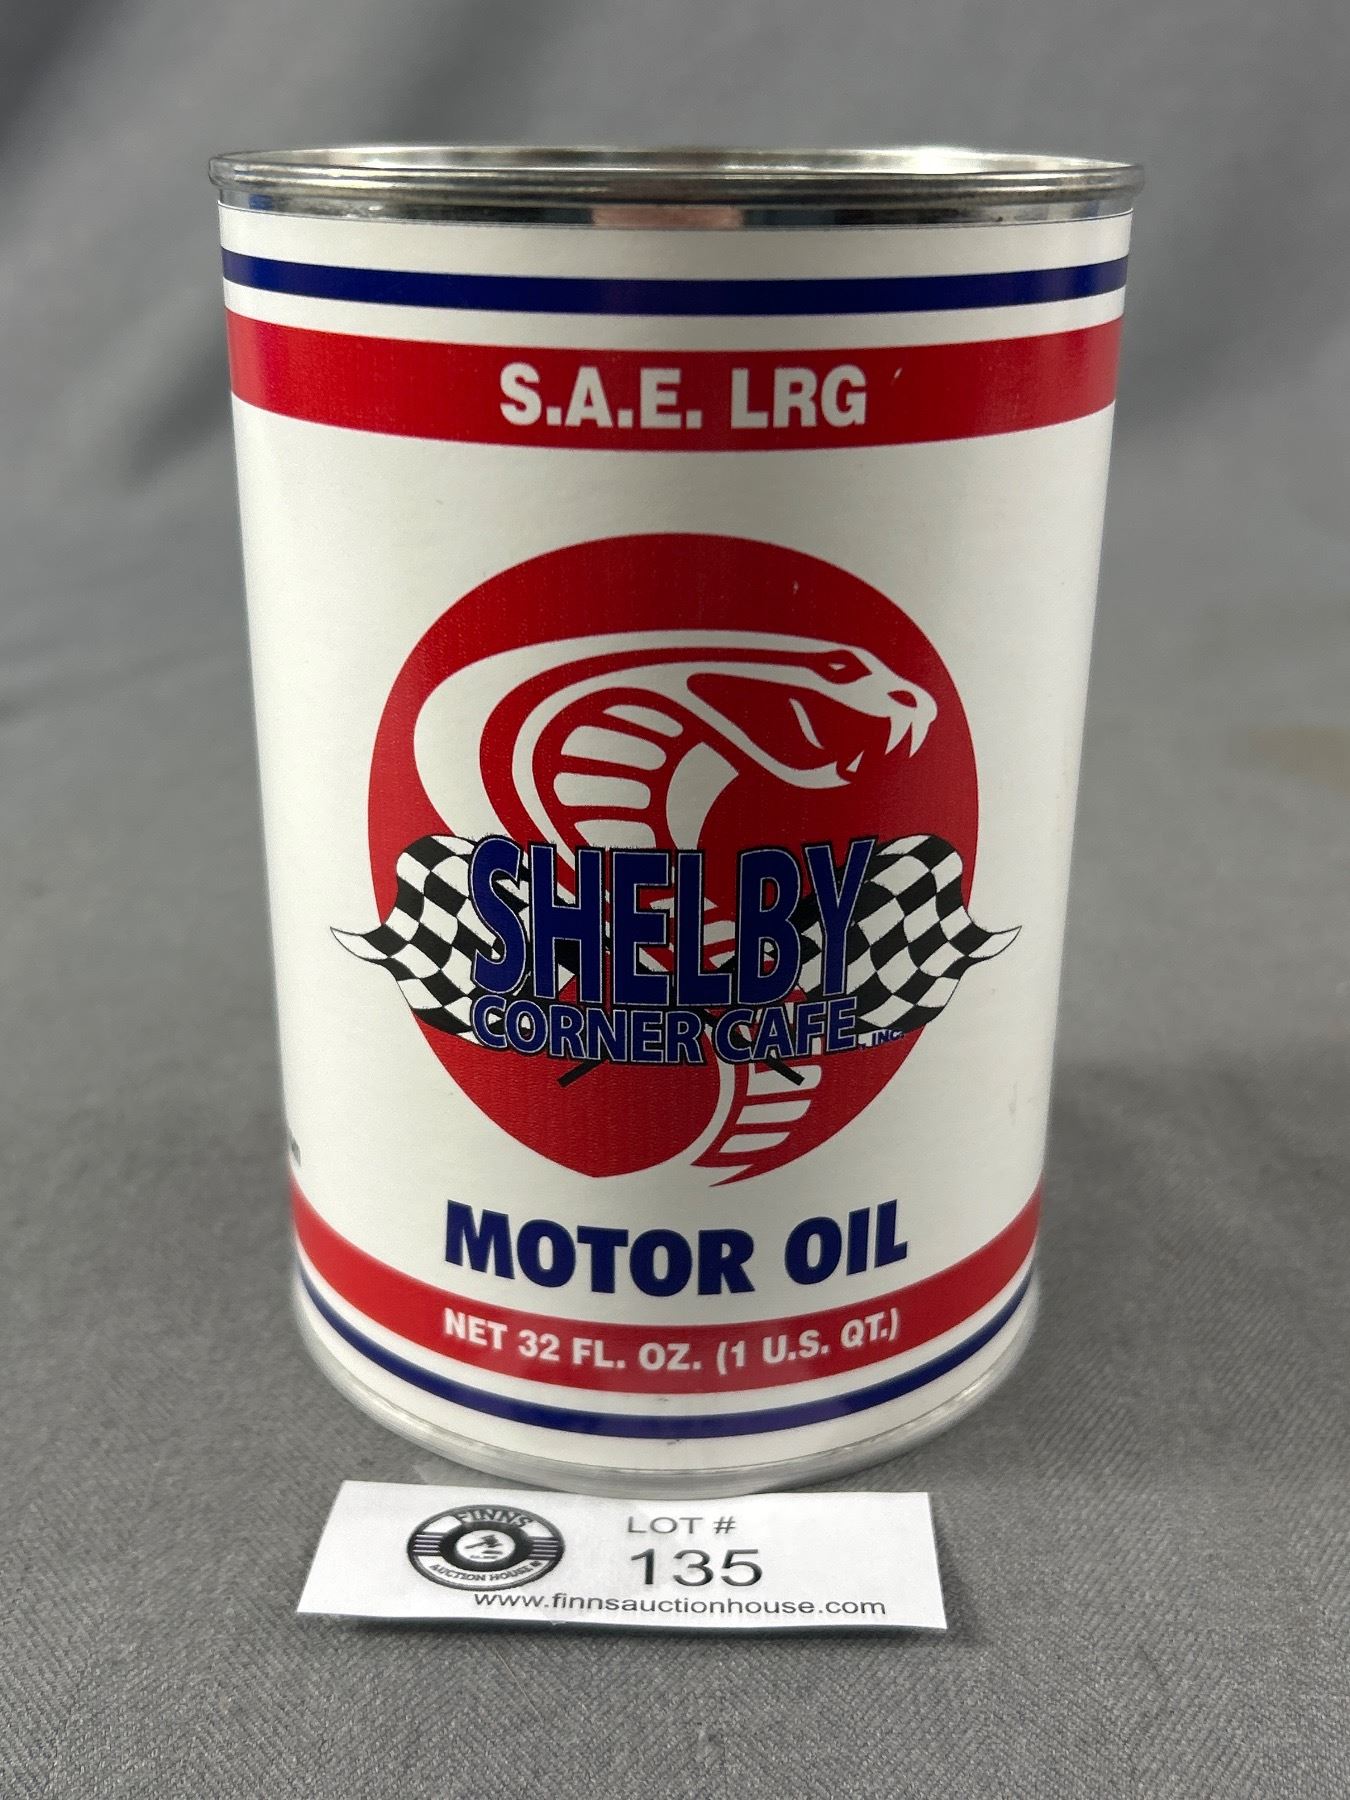 S.A.E. LRG
SHELBY
CORNER CAFE, INC.
MOTOR OIL
NET 32 FL. OZ. (1 U.S. QT.)
FINNS
AUCTION HOUSE
LOT #
135
www.finnsauctionhouse.com